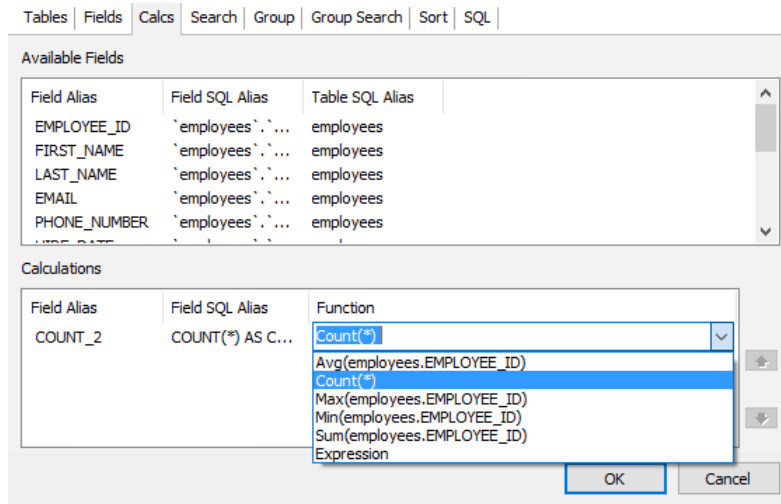 Tables Fields Calcs Search Group Group Search Sort SQL
Available Fields
Field Alias Field SQL Alias Table SQL Alias
EMPLOYEE_ID `employees`.`... employees
FIRST_NAME `employees`.`... employees
LAST_NAME `employees`.`... employees
EMAIL `employees`.`... employees
PHONE_NUMBER `employees`.`... employees
Calculations
Field Alias Field SQL Alias Function
COUNT_2 COUNT(*) AS C... Count(*)
Avg(employees.EMPLOYEE_ID)
Count(*)
Max(employees.EMPLOYEE_ID)
Min(employees.EMPLOYEE_ID)
Sum(employees.EMPLOYEE_ID)
Expression
OK Cancel